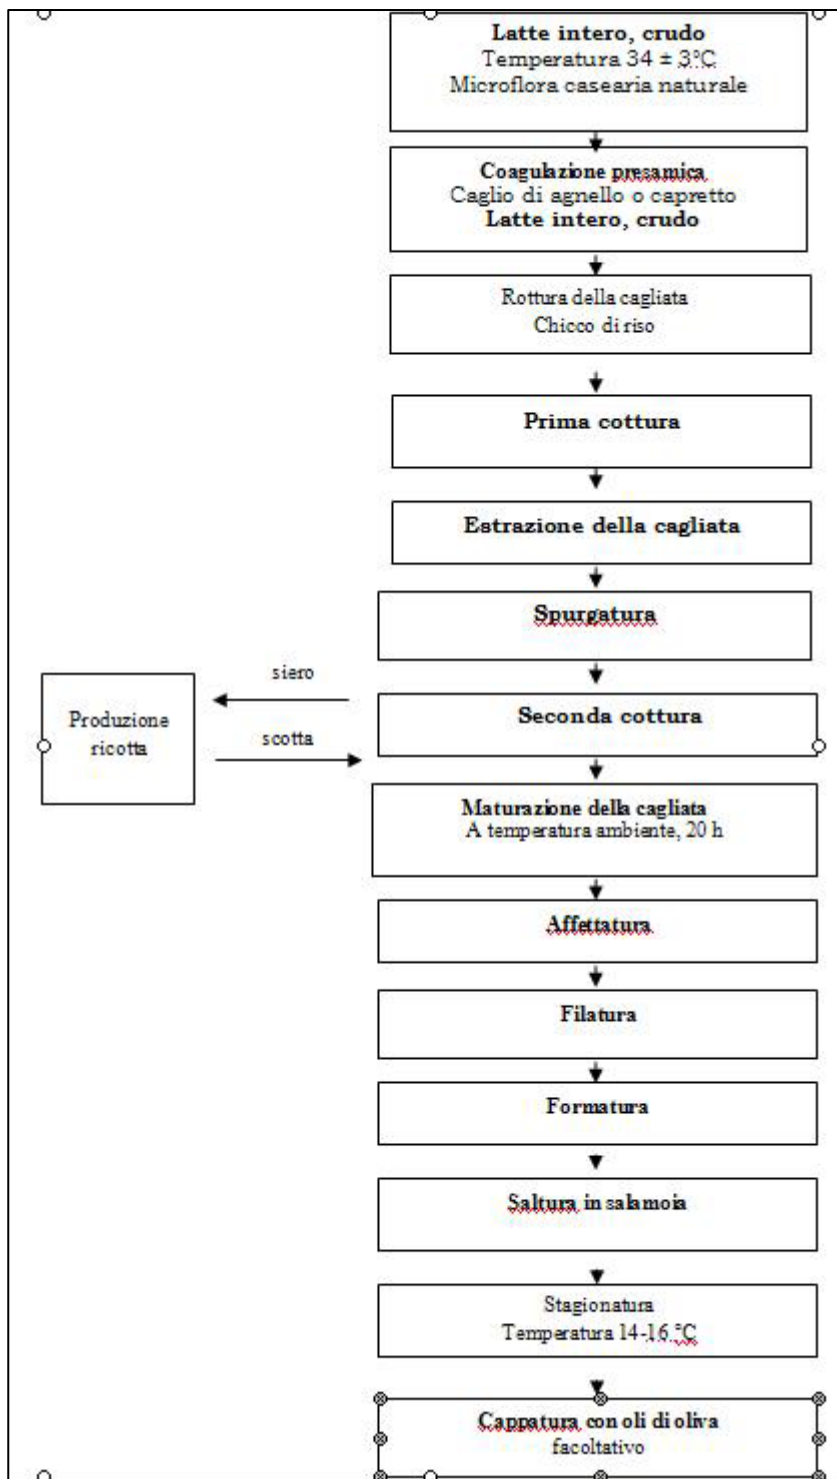 Latte intero, crudo
Temperatura 34 ± 3°C
Microflora casearia naturale
Coagulazione presamica
Caglio di agnello o capretto
Latte intero, crudo
Rottura della cagliata
Chicco di riso
Prima cottura
Estrazione della cagliata
Spurgatura
siero
Seconda cottura
Produzione
ricotta
scotta
Maturazione della cagliata
A temperatura ambiente, 20 h
Affettatura
Filatura
Formatura
Saltura in salamoia
Stagionatura
Temperatura 14-16 °C
Cappatura con oli di oliva
facoltativo